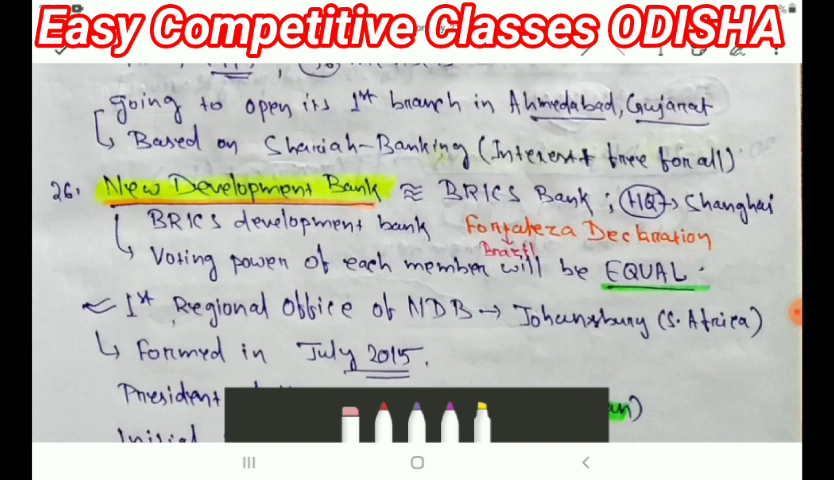 Easy Competitive Classes ODISHA
Going to open its 1st branch in Ahmedabad, Gujarat
↳ Based on Shariah-Banking (Interest free for all)
26. New Development Bank ≈ BRICS Bank ; HQ → Shanghai
BRICS development bank Fortaleza Declaration
Brazil
↳ Voting power of each member will be EQUAL.
1st Regional Office of NDB → Johansburg (S. Africa)
↳ Formed in July 2015.
President an)
Initial